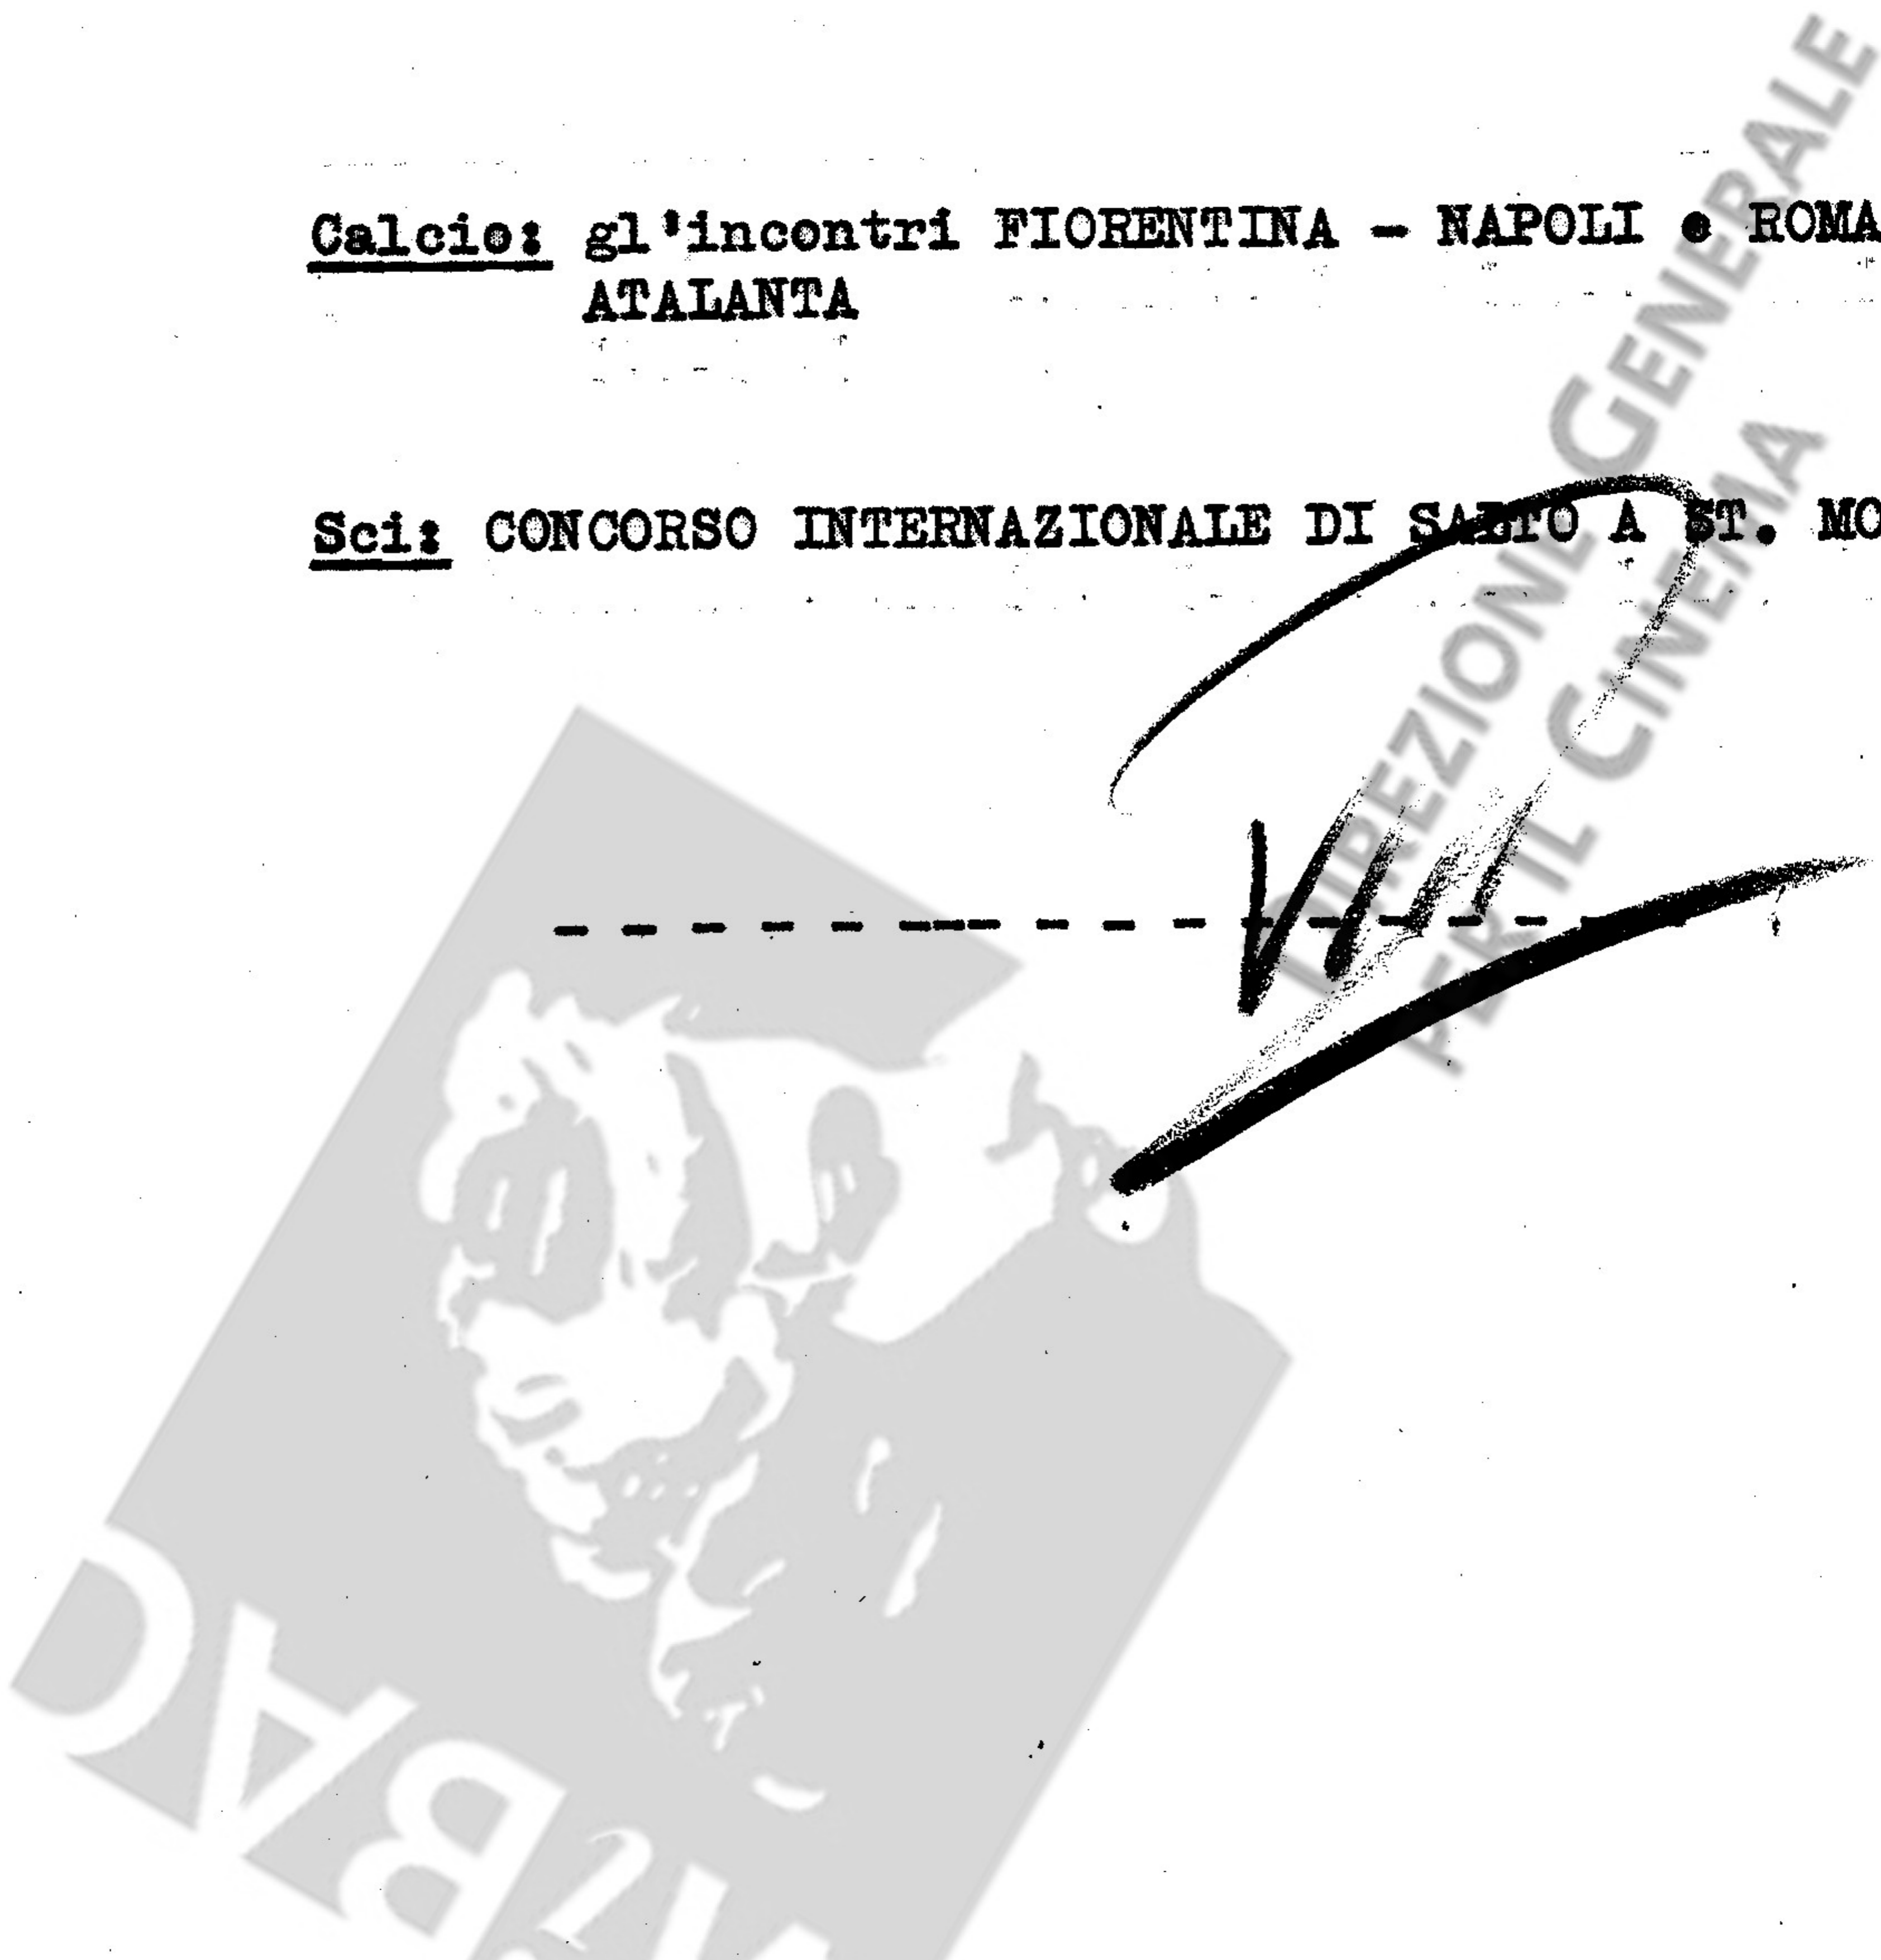 Calcio: gl'incontri FIORENTINA - NAPOLI e ROMA
ATALANTA
Sci: CONCORSO INTERNAZIONALE DI SALTO A ST. MO
DIREZIONE GENERALE
PER IL CINEMA
MiBAC